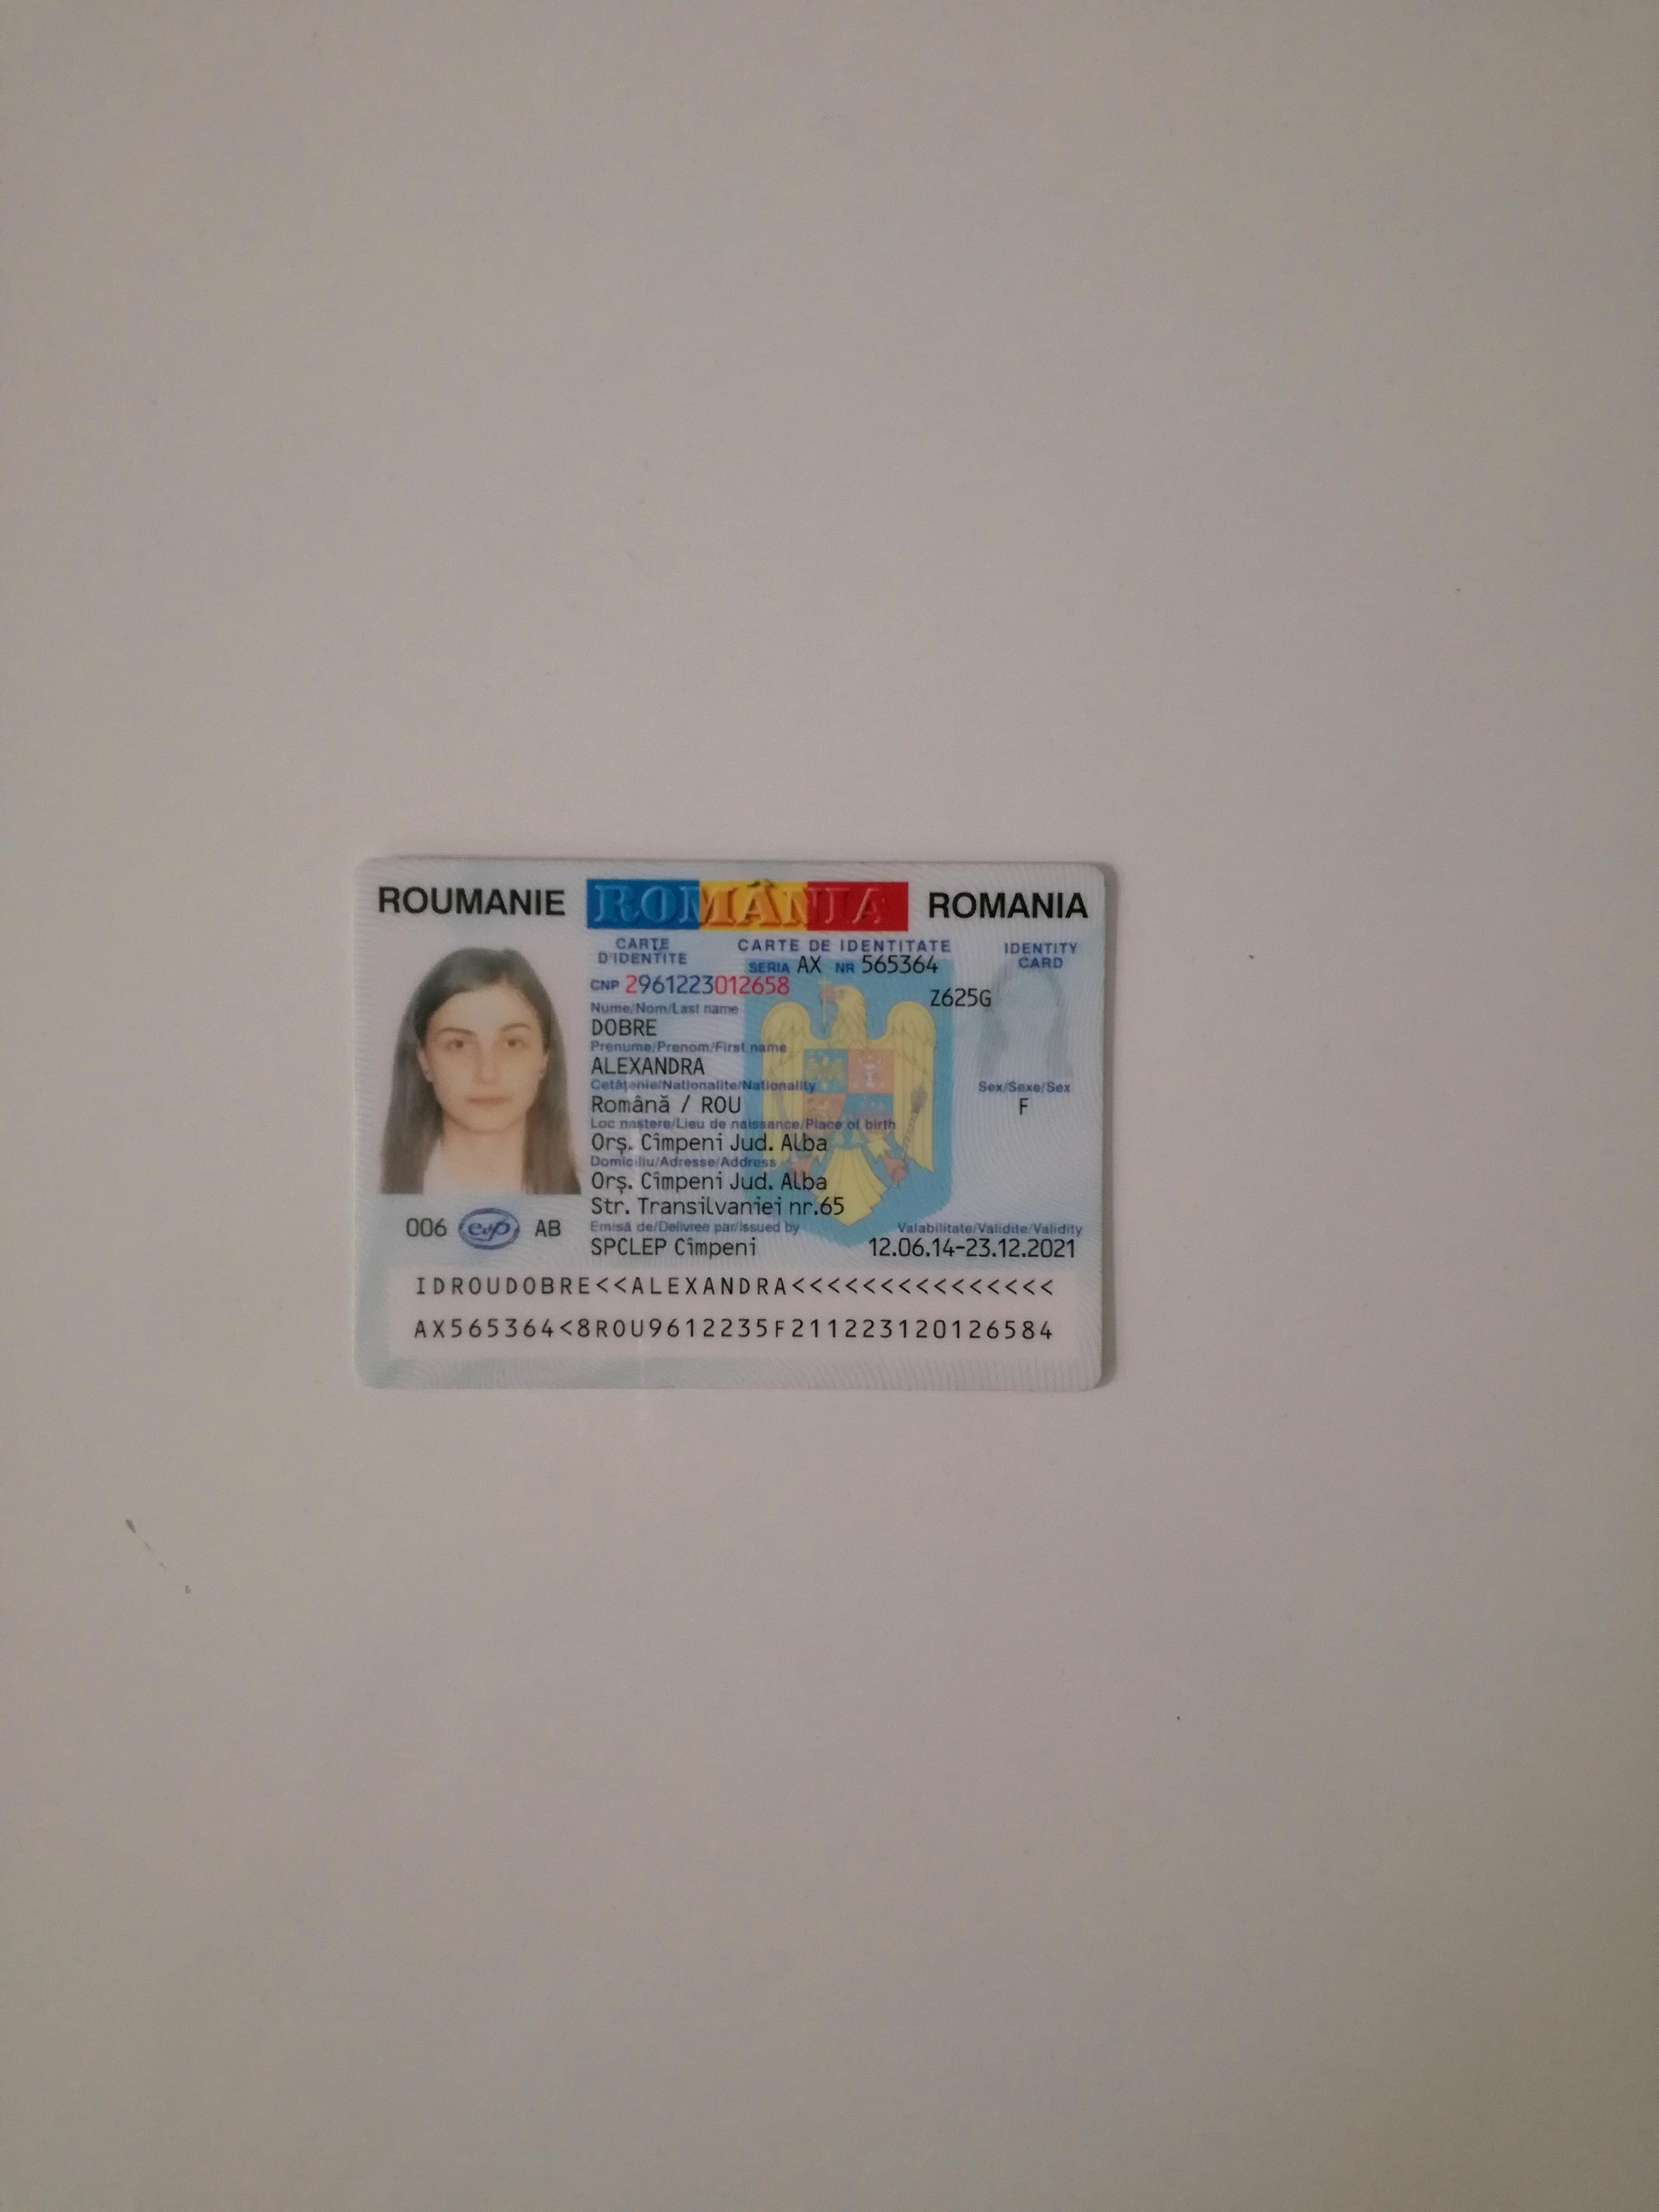 ROUMANIE ROMÂNIA ROMANIA
CARTE D'IDENTITE CARTE DE IDENTITATE IDENTITY CARD
SERIA AX NR 565364
CNP 2961223012658
Z625G
Nume/Nom/Last name
DOBRE
Prenume/Prenom/First name
ALEXANDRA
Cetăţenie/Nationalite/Nationality
Română / ROU
Sex/Sexe/Sex
F
Loc nastere/Lieu de naissance/Place of birth
Orş. Cîmpeni Jud. Alba
Domiciliu/Adresse/Address
Orş. Cîmpeni Jud. Alba
Str. Transilvaniei nr.65
Emisă de/Delivree par/Issued by Valabilitate/Validite/Validity
SPCLEP Cîmpeni 12.06.14-23.12.2021
006 AB
IDROUDOBRE<<ALEXANDRA<<<<<<<<<<<<<<<
AX565364<8ROU9612235F211223120126584